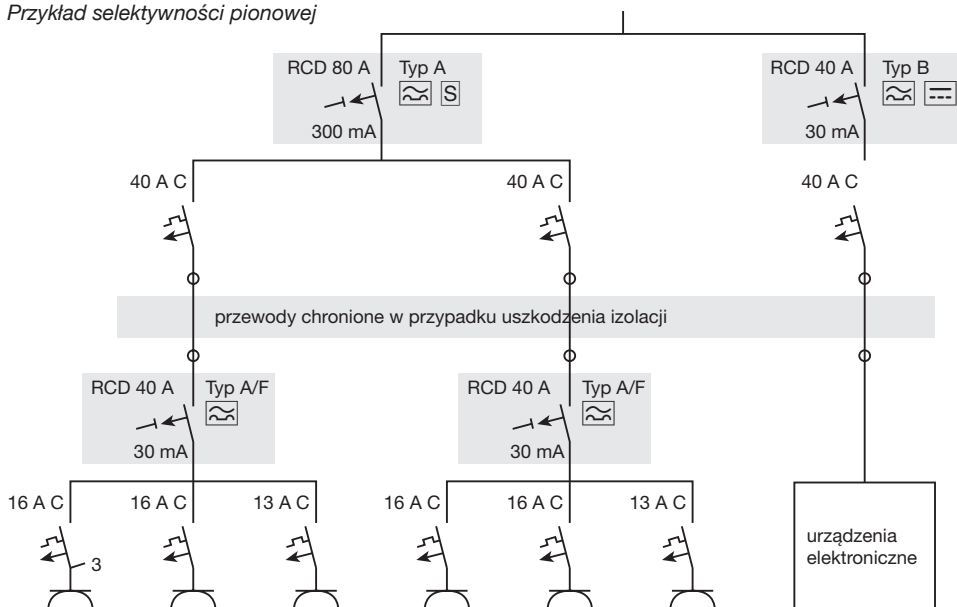 Przykład selektywności pionowej
RCD 80 A Typ A
S
300 mA
RCD 40 A Typ B
30 mA
40 A C
40 A C
40 A C
przewody chronione w przypadku uszkodzenia izolacji
RCD 40 A Typ A/F
30 mA
RCD 40 A Typ A/F
30 mA
16 A C
16 A C
13 A C
16 A C
16 A C
13 A C
3
urządzenia
elektroniczne